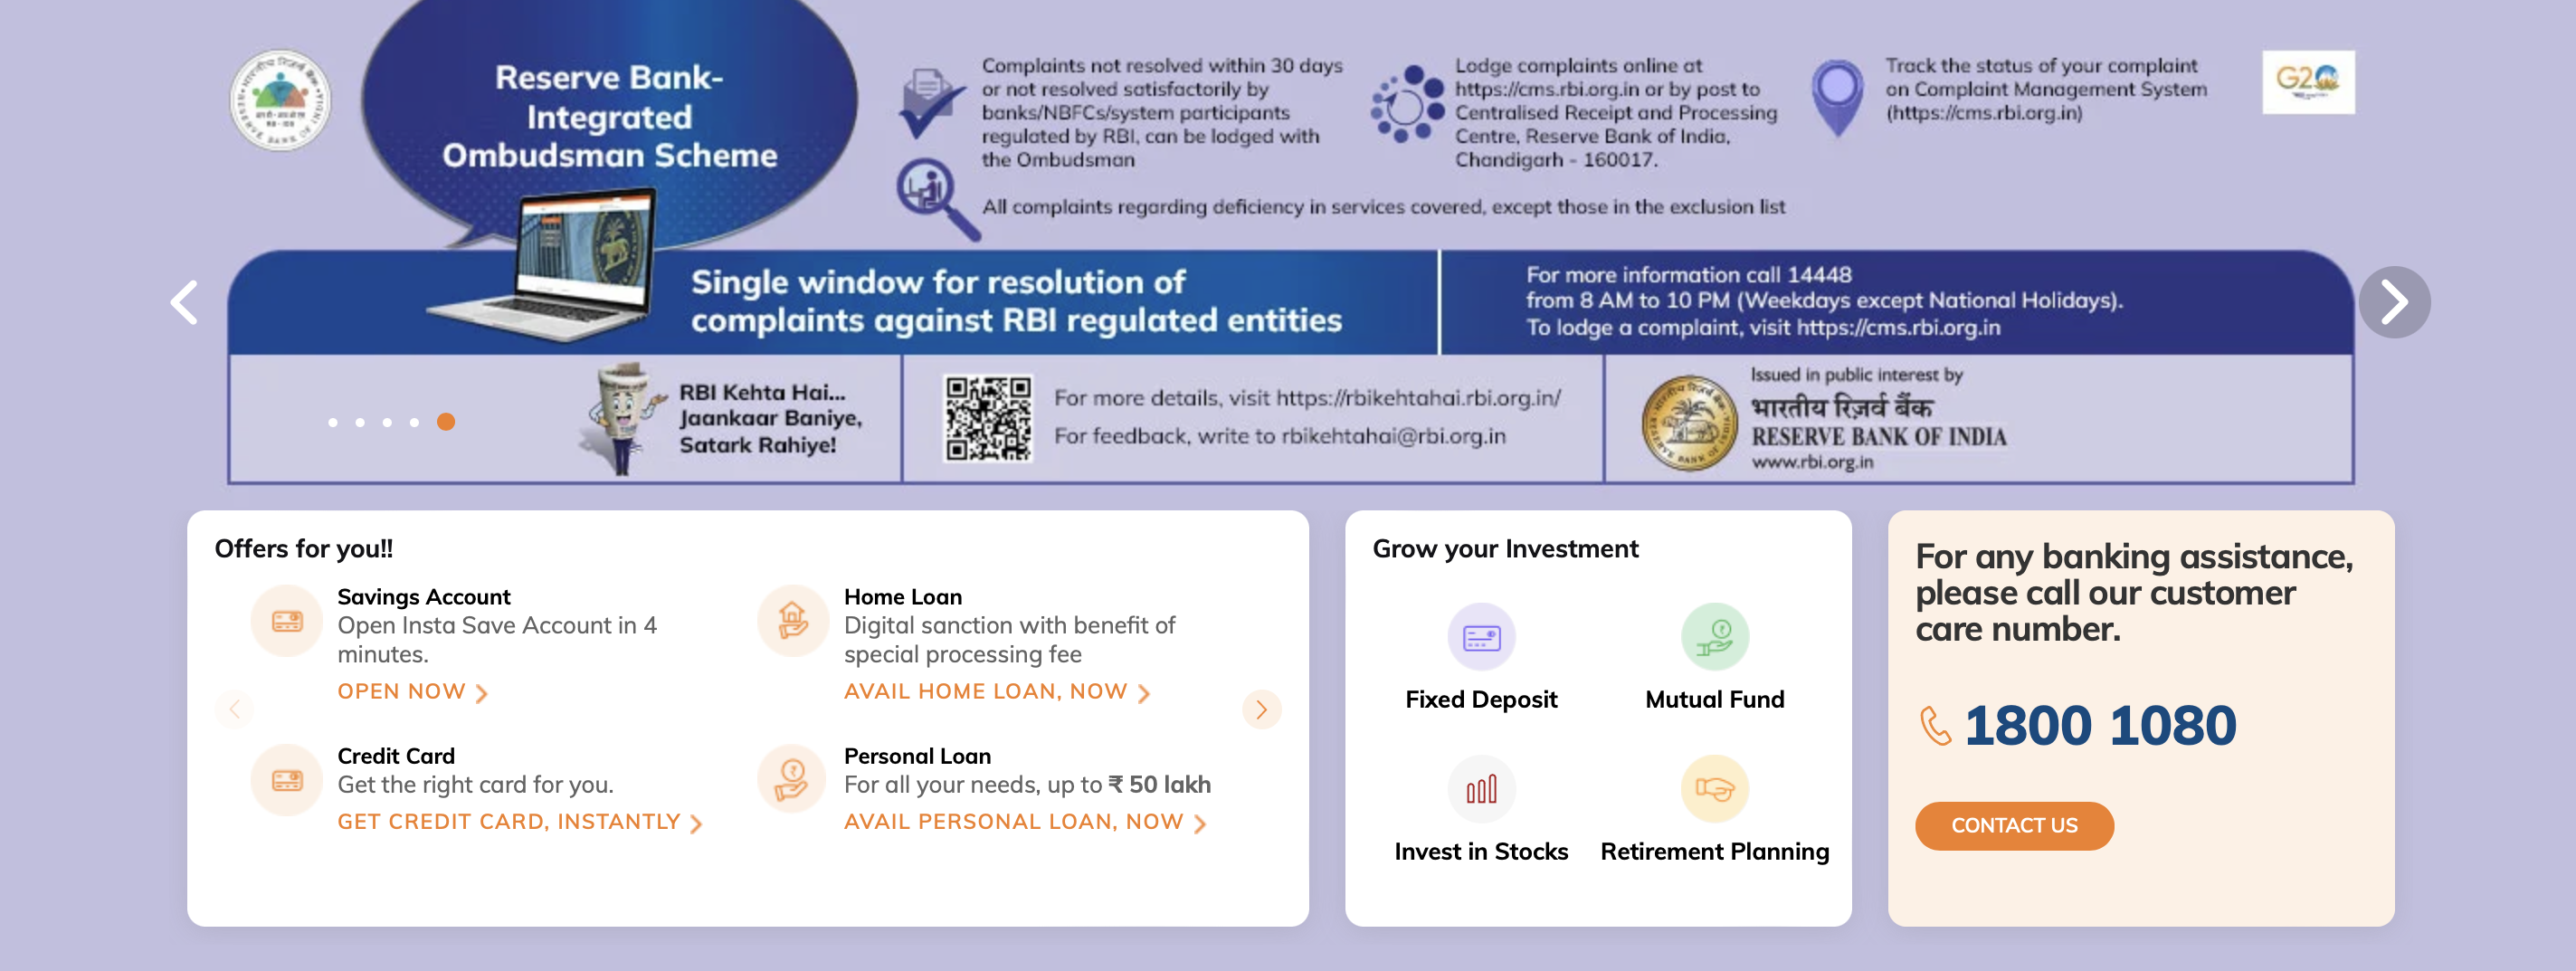 Reserve Bank-
Integrated
Ombudsman Scheme
Complaints not resolved within 30 days
or not resolved satisfactorily by
banks/NBFCs/system participants
regulated by RBI, can be lodged with
the Ombudsman
Lodge complaints online at
https://cms.rbi.org.in or by post to
Centralised Receipt and Processing
Centre, Reserve Bank of India,
Chandigarh - 160017.
Track the status of your complaint
on Complaint Management System
(https://cms.rbi.org.in)
G20
All complaints regarding deficiency in services covered, except those in the exclusion list
Single window for resolution of
complaints against RBI regulated entities
For more information call 14448
from 8 AM to 10 PM (Weekdays except National Holidays).
To lodge a complaint, visit https://cms.rbi.org.in
RBI Kehta Hai...
Jaankaar Baniye,
Satark Rahiye!
For more details, visit https://rbikehtahai.rbi.org.in/
For feedback, write to rbikehtahai@rbi.org.in
Issued in public interest by
भारतीय रिज़र्व बैंक
RESERVE BANK OF INDIA
www.rbi.org.in
Offers for you!!
Savings Account
Open Insta Save Account in 4
minutes.
OPEN NOW
Home Loan
Digital sanction with benefit of
special processing fee
AVAIL HOME LOAN, NOW
Credit Card
Get the right card for you.
GET CREDIT CARD, INSTANTLY
Personal Loan
For all your needs, up to ₹ 50 lakh
AVAIL PERSONAL LOAN, NOW
Grow your Investment
Fixed Deposit
Mutual Fund
Invest in Stocks
Retirement Planning
For any banking assistance,
please call our customer
care number.
1800 1080
CONTACT US